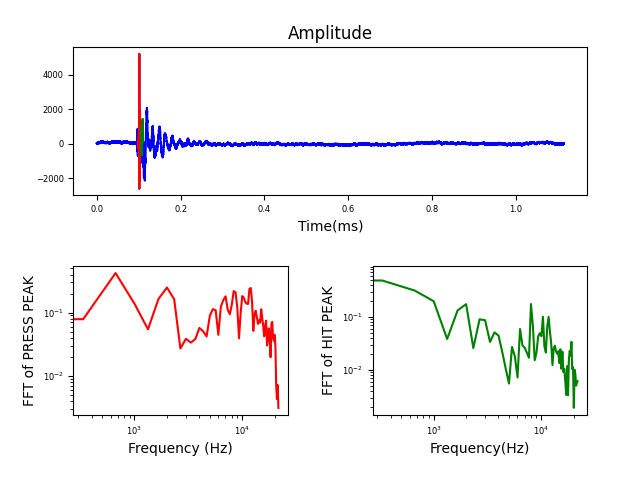 Amplitude
4000
2000
0
−2000
0.0 0.2 0.4 0.6 0.8 1.0
Time(ms)
FFT of PRESS PEAK
10⁻¹
10⁻²
10³ 10⁴
Frequency (Hz)
FFT of HIT PEAK
10⁻¹
10⁻²
10³ 10⁴
Frequency(Hz)